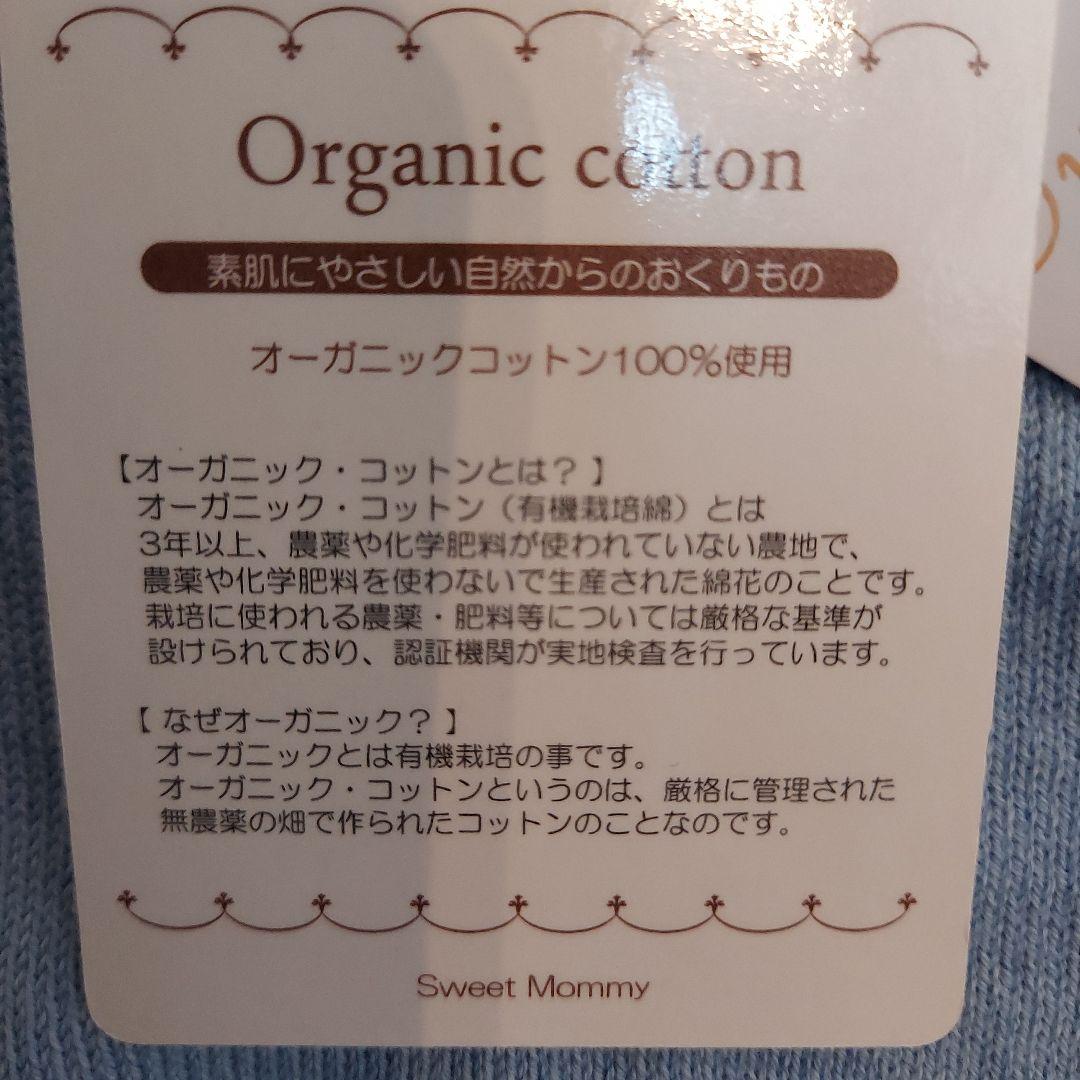 Organic cotton
素肌にやさしい自然からのおくりもの
オーガニックコットン100%使用
【オーガニック・コットンとは？】
オーガニック・コットン（有機栽培綿）とは
3年以上、農薬や化学肥料が使われていない農地で、
農薬や化学肥料を使わないで生産された綿花のことです。
栽培に使われる農薬・肥料等については厳格な基準が
設けられており、認証機関が実地検査を行っています。
【 なぜオーガニック？】
オーガニックとは有機栽培の事です。
オーガニック・コットンというのは、厳格に管理された
無農薬の畑で作られたコットンのことなのです。
Sweet Mommy